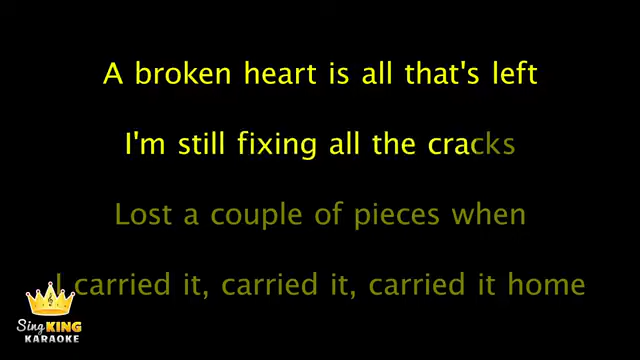 A broken heart is all that's left
I'm still fixing all the cracks
Lost a couple of pieces when
I carried it, carried it, carried it home
Sing KING
KARAOKE